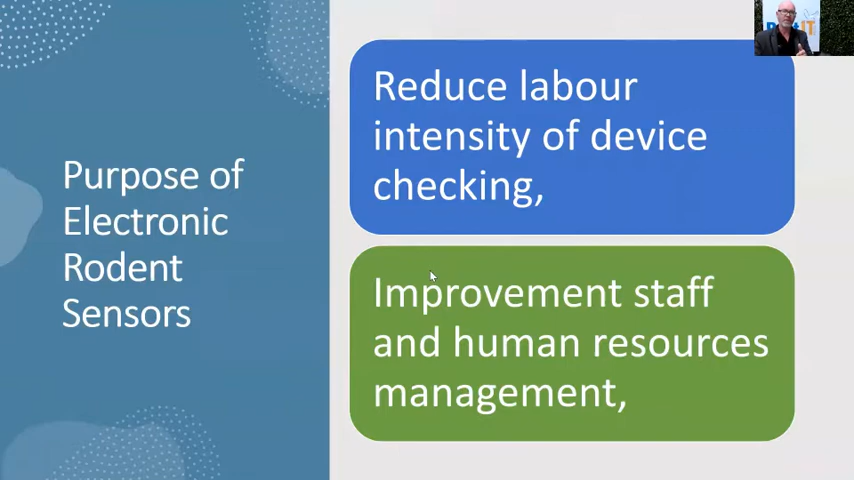 Purpose of
Electronic
Rodent
Sensors
Reduce labour
intensity of device
checking,
Improvement staff
and human resources
management,